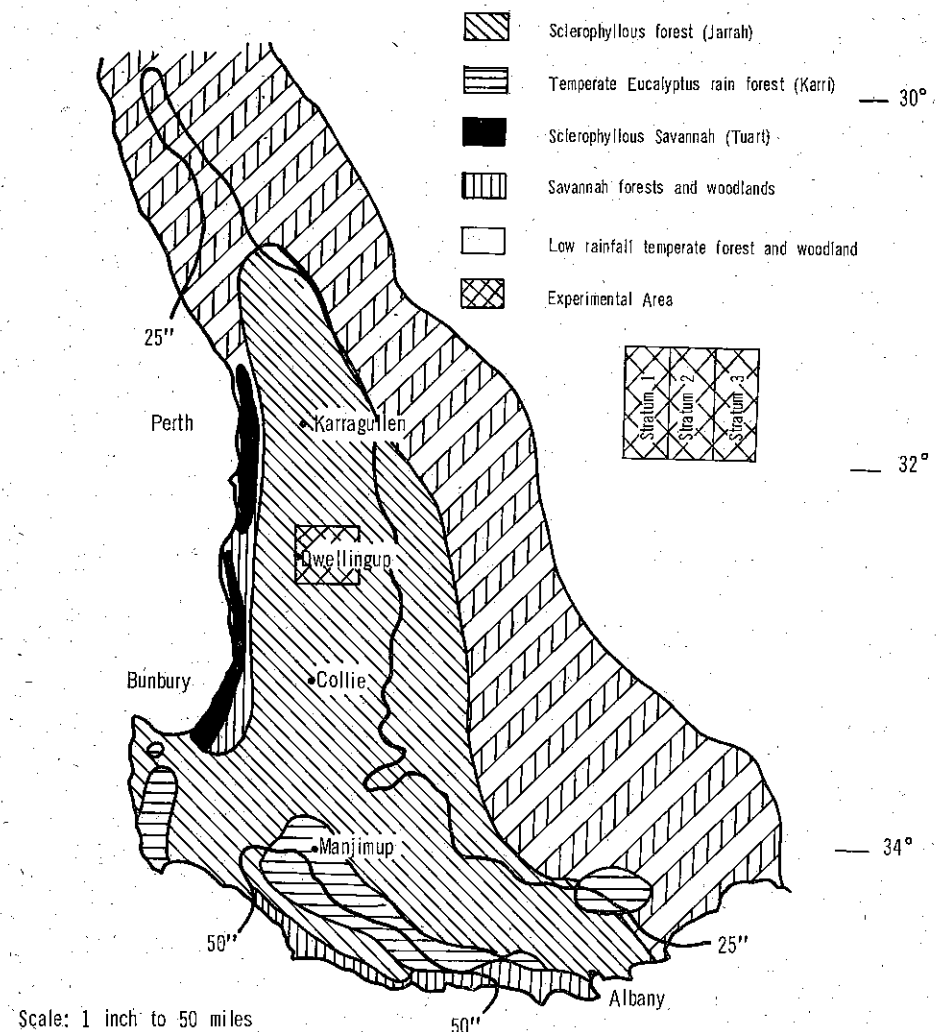 Sclerophyllous forest (Jarrah)
Temperate Eucalyptus rain forest (Karri)
Sclerophyllous Savannah (Tuart)
Savannah forests and woodlands
Low rainfall temperate forest and woodland
Experimental Area
30°
25"
Stratum 1
Stratum 2
Stratum 3
Perth
Karragullen
32°
Dwellingup
Bunbury
Collie
Manjimup
34°
50"
25"
Albany
50"
Scale: 1 inch to 50 miles